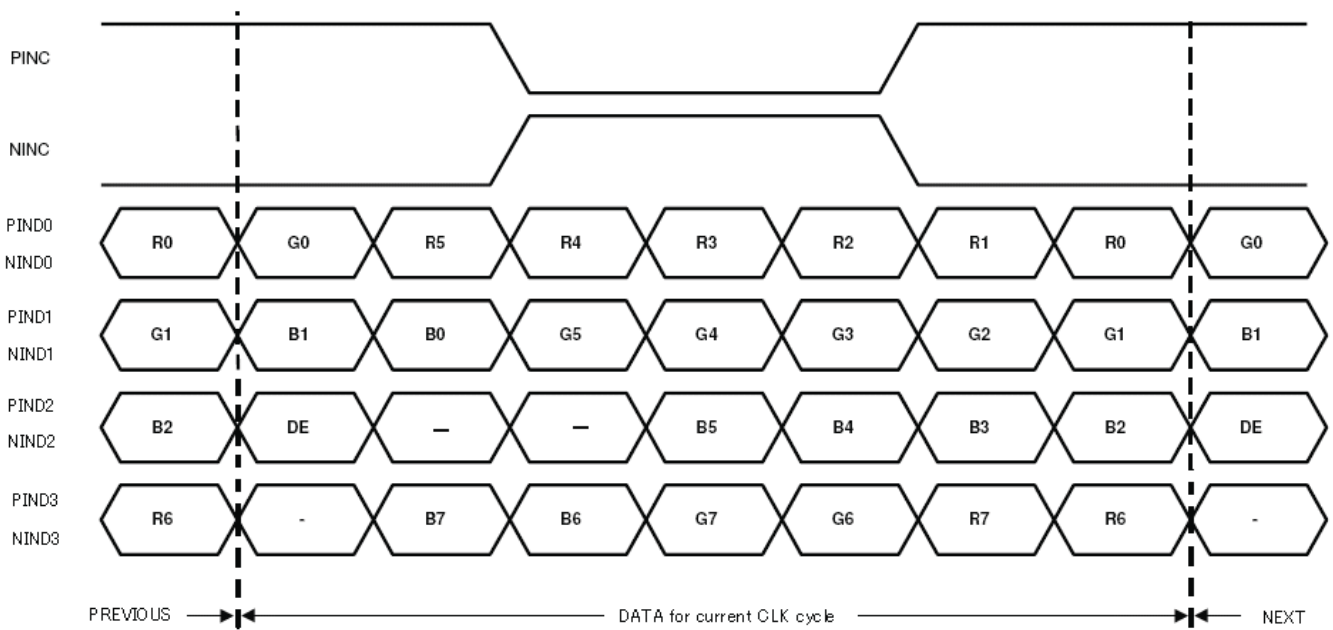 PINC
NINC
PIND0
R0 G0 R5 R4 R3 R2 R1 R0 G0
NIND0
PIND1
G1 B1 B0 G5 G4 G3 G2 G1 B1
NIND1
PIND2
B2 DE — — B5 B4 B3 B2 DE
NIND2
PIND3
R6 - B7 B6 G7 G6 R7 R6 -
NIND3
PREVIOUS DATA for current CLK cycle NEXT